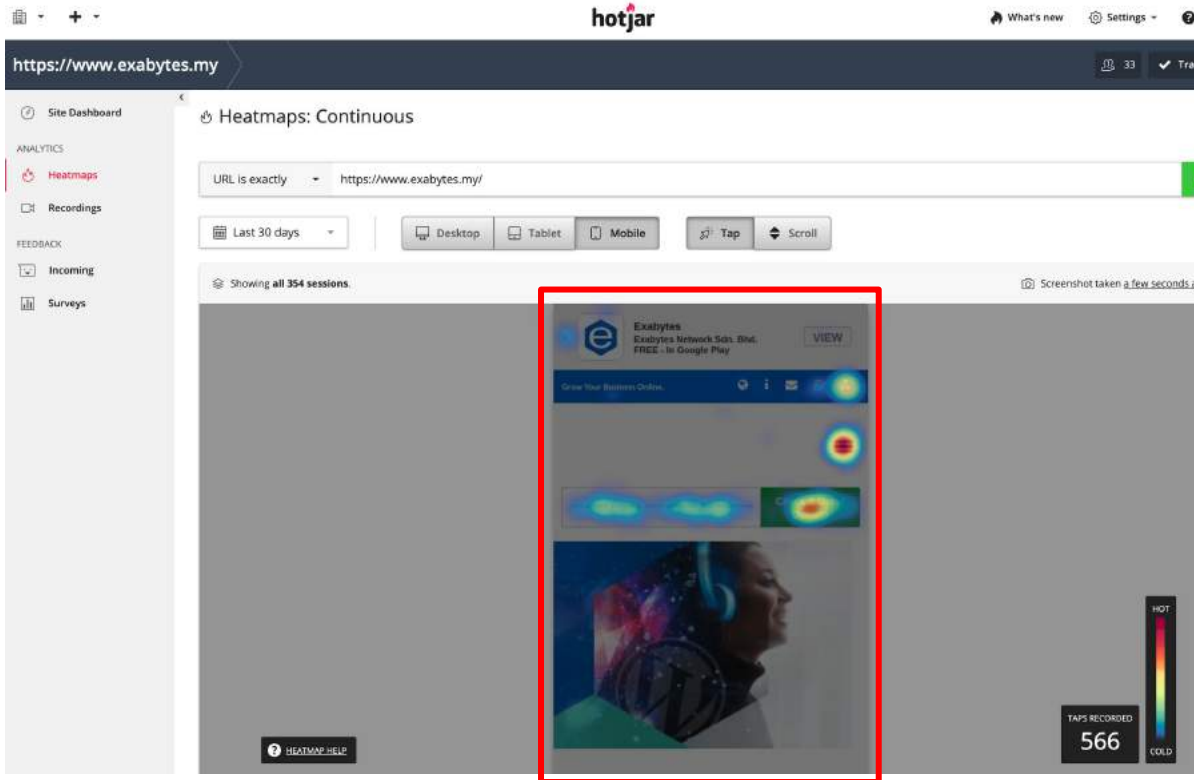 hotjar
What's new
Settings
https://www.exabytes.my
33
Tra
Site Dashboard
ANALYTICS
Heatmaps
Recordings
FEEDBACK
Incoming
Surveys
Heatmaps: Continuous
URL is exactly
https://www.exabytes.my/
Last 30 days
Desktop
Tablet
Mobile
Tap
Scroll
Showing all 354 sessions.
Screenshot taken a few seconds a
Exabytes
Exabytes Network Sdn. Bhd.
FREE - In Google Play
VIEW
Grow Your Business Online.
HOT
COLD
TAPS RECORDED
566
HEATMAP HELP